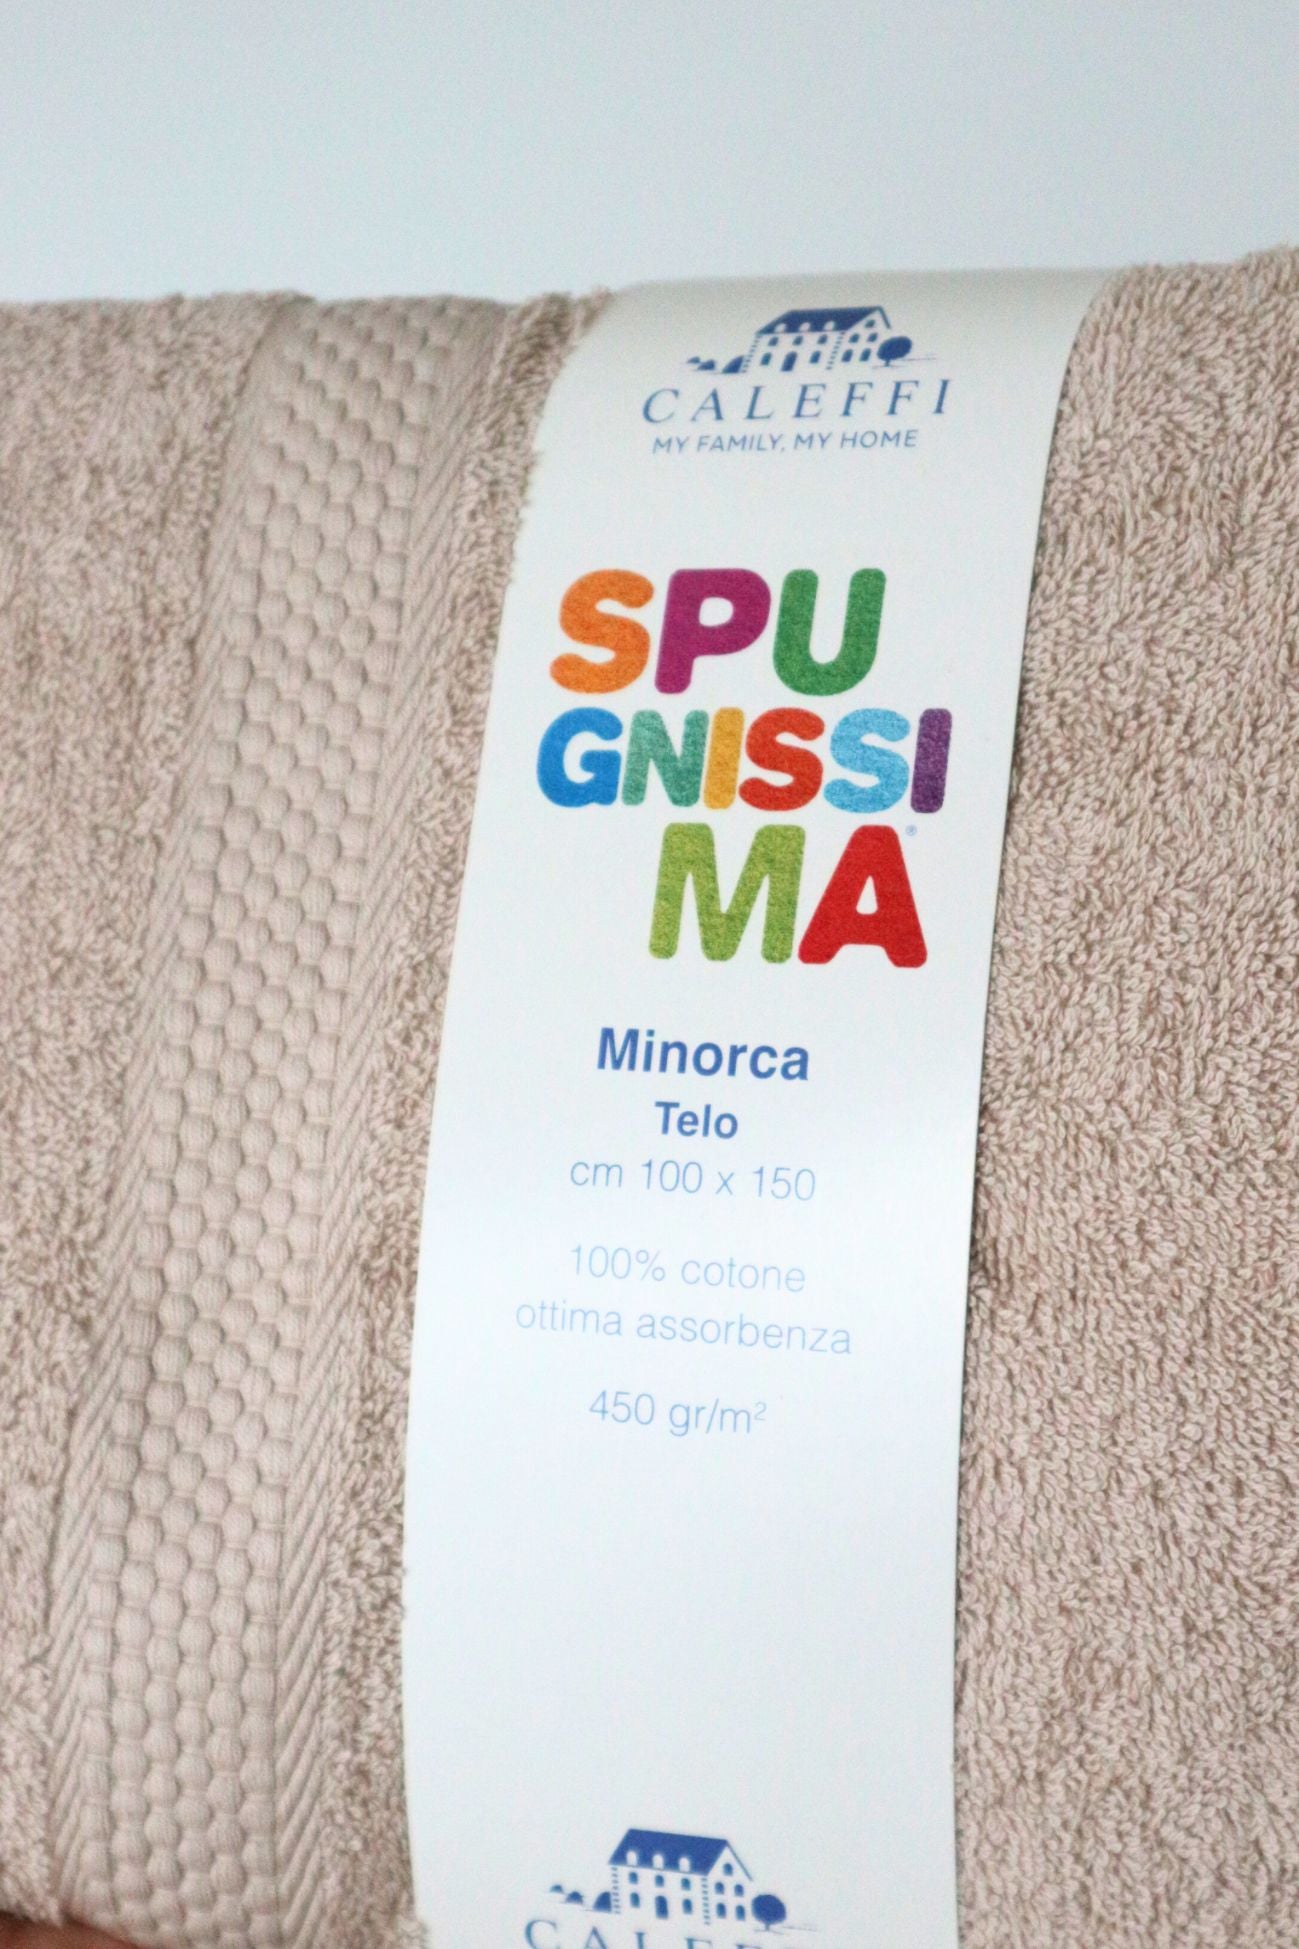 CALEFFI
MY FAMILY, MY HOME
SPU
GNISSI
MA®
Minorca
Telo
cm 100 x 150
100% cotone
ottima assorbenza
450 gr/m²